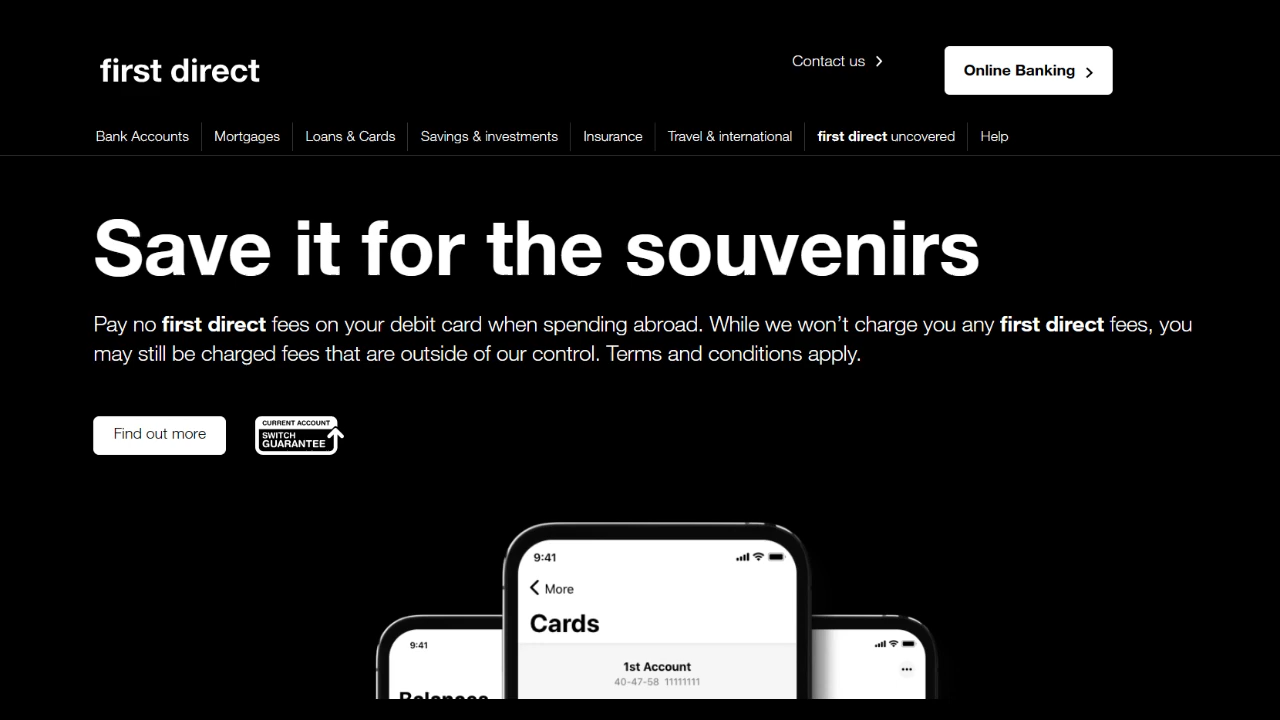 first direct
Contact us
Online Banking
Bank Accounts
Mortgages
Loans & Cards
Savings & investments
Insurance
Travel & international
first direct uncovered
Help
Save it for the souvenirs
Pay no first direct fees on your debit card when spending abroad. While we won’t charge you any first direct fees, you
may still be charged fees that are outside of our control. Terms and conditions apply.
Find out more
CURRENT ACCOUNT
SWITCH
GUARANTEE
9:41
More
Cards
1st Account
40-47-58 11111111
9:41
Balances